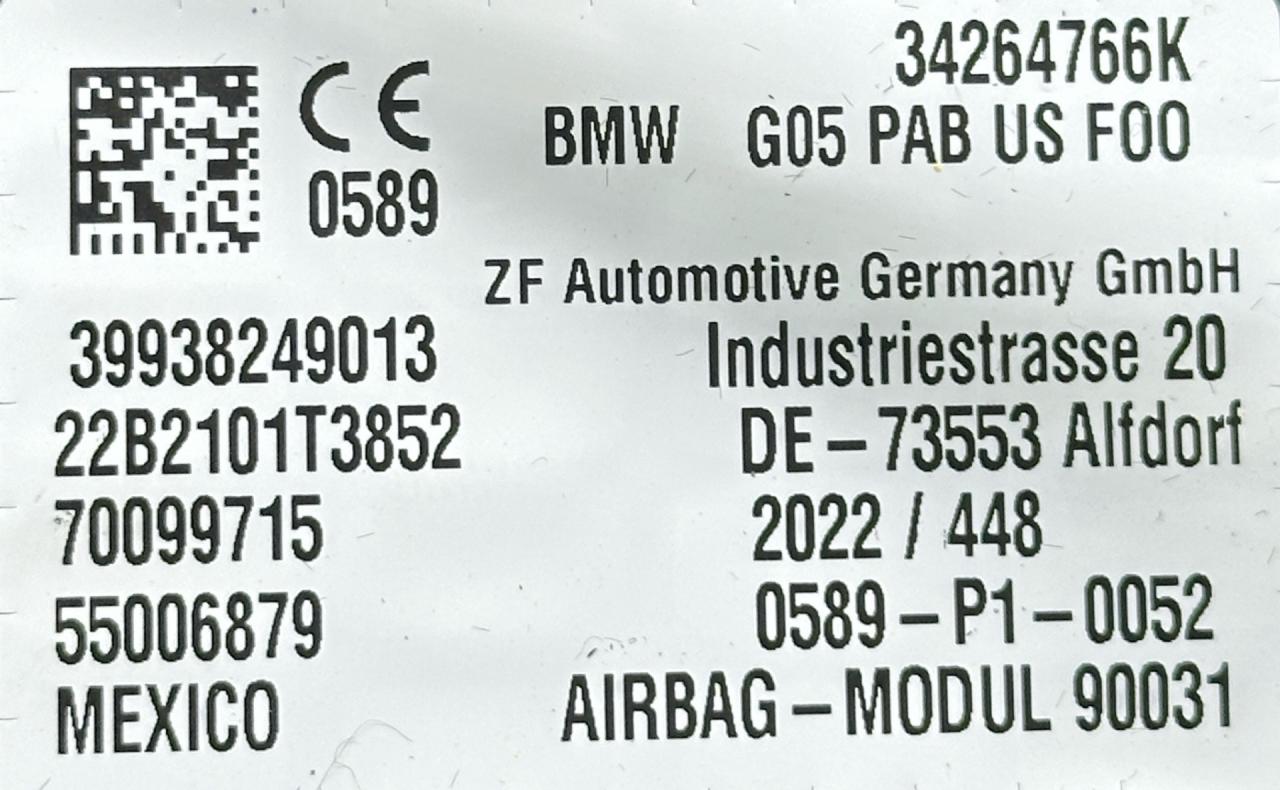 34264766K
CE
BMW G05 PAB US F00
0589
ZF Automotive Germany GmbH
39938249013
Industriestrasse 20
22B2101T3852
DE-73553 Alfdorf
70099715
2022 / 448
55006879
0589-P1-0052
MEXICO
AIRBAG-MODUL 90031